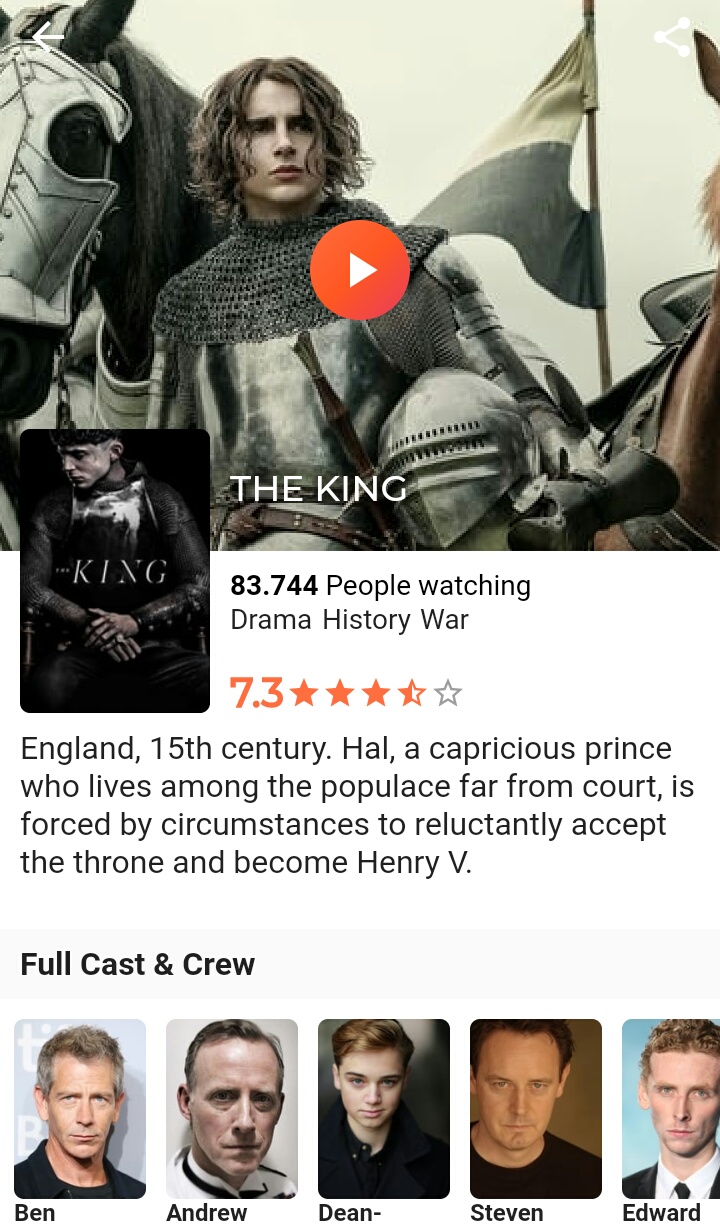 THE KING
THE KING
83.744 People watching
Drama History War
7.3
England, 15th century. Hal, a capricious prince
who lives among the populace far from court, is
forced by circumstances to reluctantly accept
the throne and become Henry V.
Full Cast & Crew
Ben
Andrew
Dean-
Steven
Edward